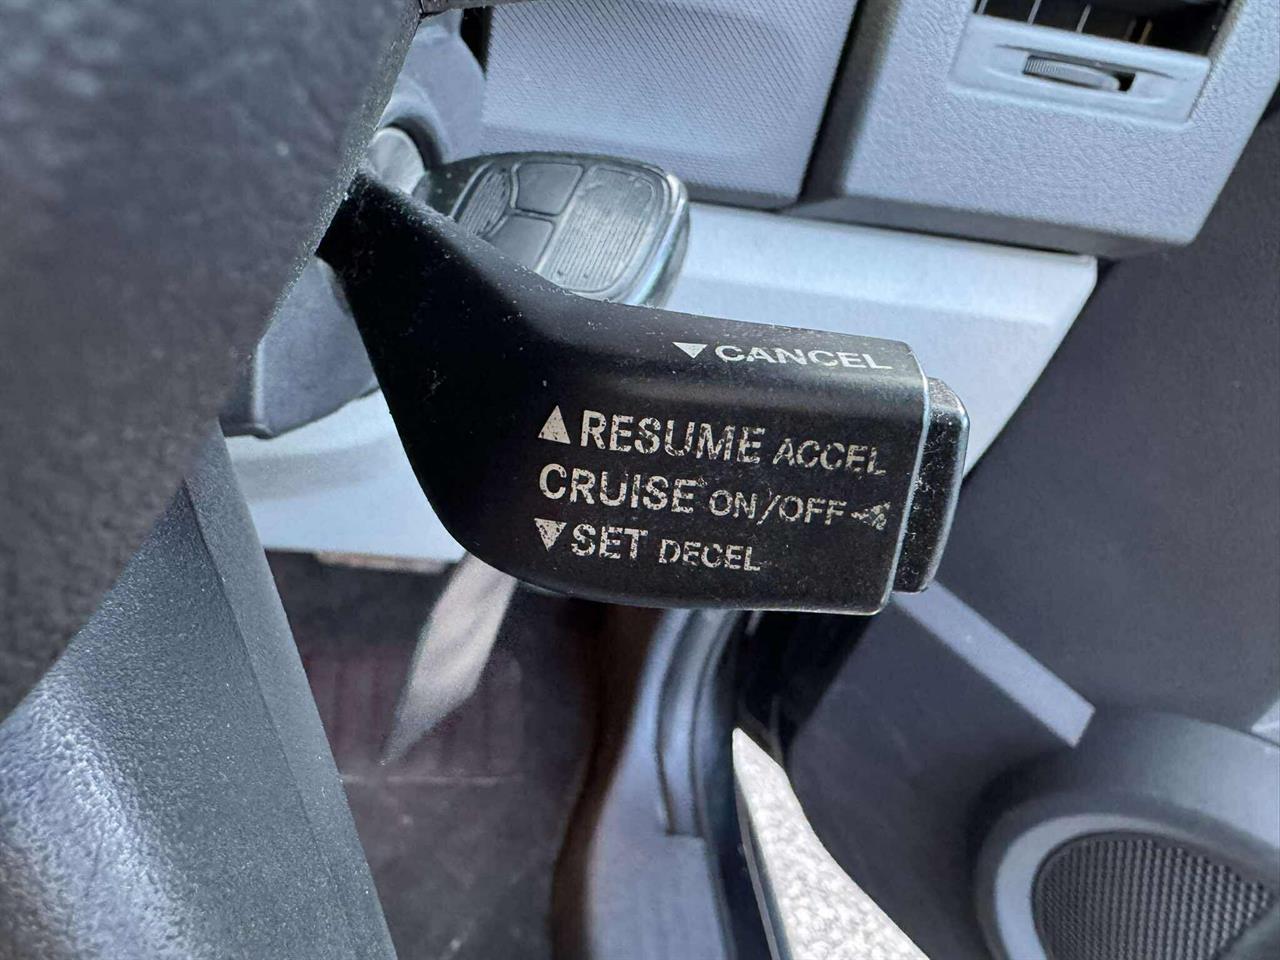 ▼CANCEL
▲RESUME ACCEL
CRUISE ON/OFF
▼SET DECEL